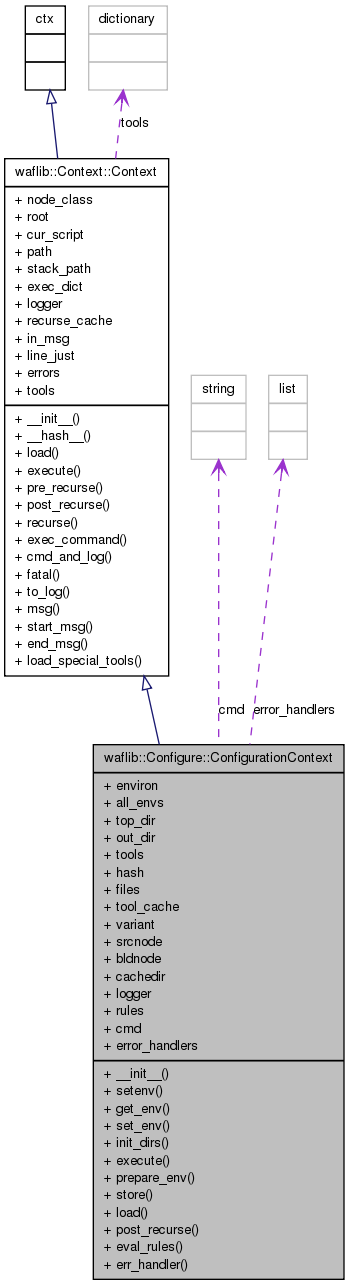 ctx
dictionary
tools
waflib::Context::Context
+ node_class
+ root
+ cur_script
+ path
+ stack_path
+ exec_dict
+ logger
+ recurse_cache
+ in_msg
+ line_just
+ errors
+ tools
+ __init__()
+ __hash__()
+ load()
+ execute()
+ pre_recurse()
+ post_recurse()
+ recurse()
+ exec_command()
+ cmd_and_log()
+ fatal()
+ to_log()
+ msg()
+ start_msg()
+ end_msg()
+ load_special_tools()
string
list
cmd
error_handlers
waflib::Configure::ConfigurationContext
+ environ
+ all_envs
+ top_dir
+ out_dir
+ tools
+ hash
+ files
+ tool_cache
+ variant
+ srcnode
+ bldnode
+ cachedir
+ logger
+ rules
+ cmd
+ error_handlers
+ __init__()
+ setenv()
+ get_env()
+ set_env()
+ init_dirs()
+ execute()
+ prepare_env()
+ store()
+ load()
+ post_recurse()
+ eval_rules()
+ err_handler()